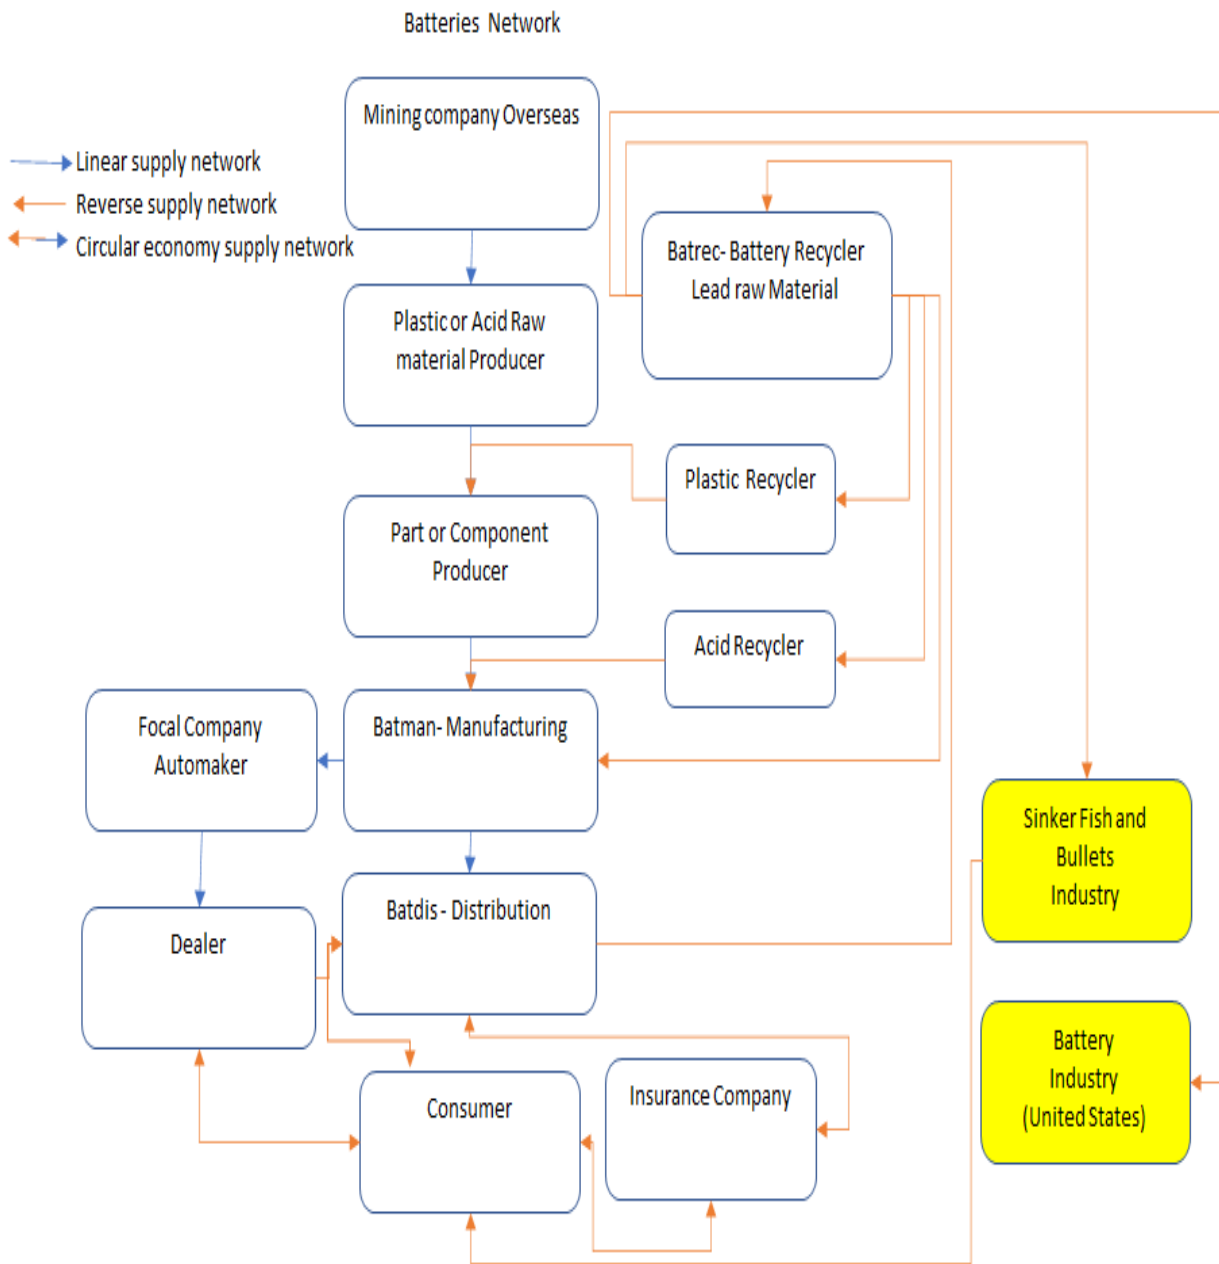 Batteries Network
Mining company Overseas
Linear supply network
Reverse supply network
Circular economy supply network
Batrec- Battery Recycler
Lead raw Material
Plastic or Acid Raw
material Producer
Plastic Recycler
Part or Component
Producer
Acid Recycler
Focal Company
Automaker
Batman- Manufacturing
Sinker Fish and
Bullets
Industry
Batdis - Distribution
Dealer
Battery
Industry
(United States)
Consumer
Insurance Company